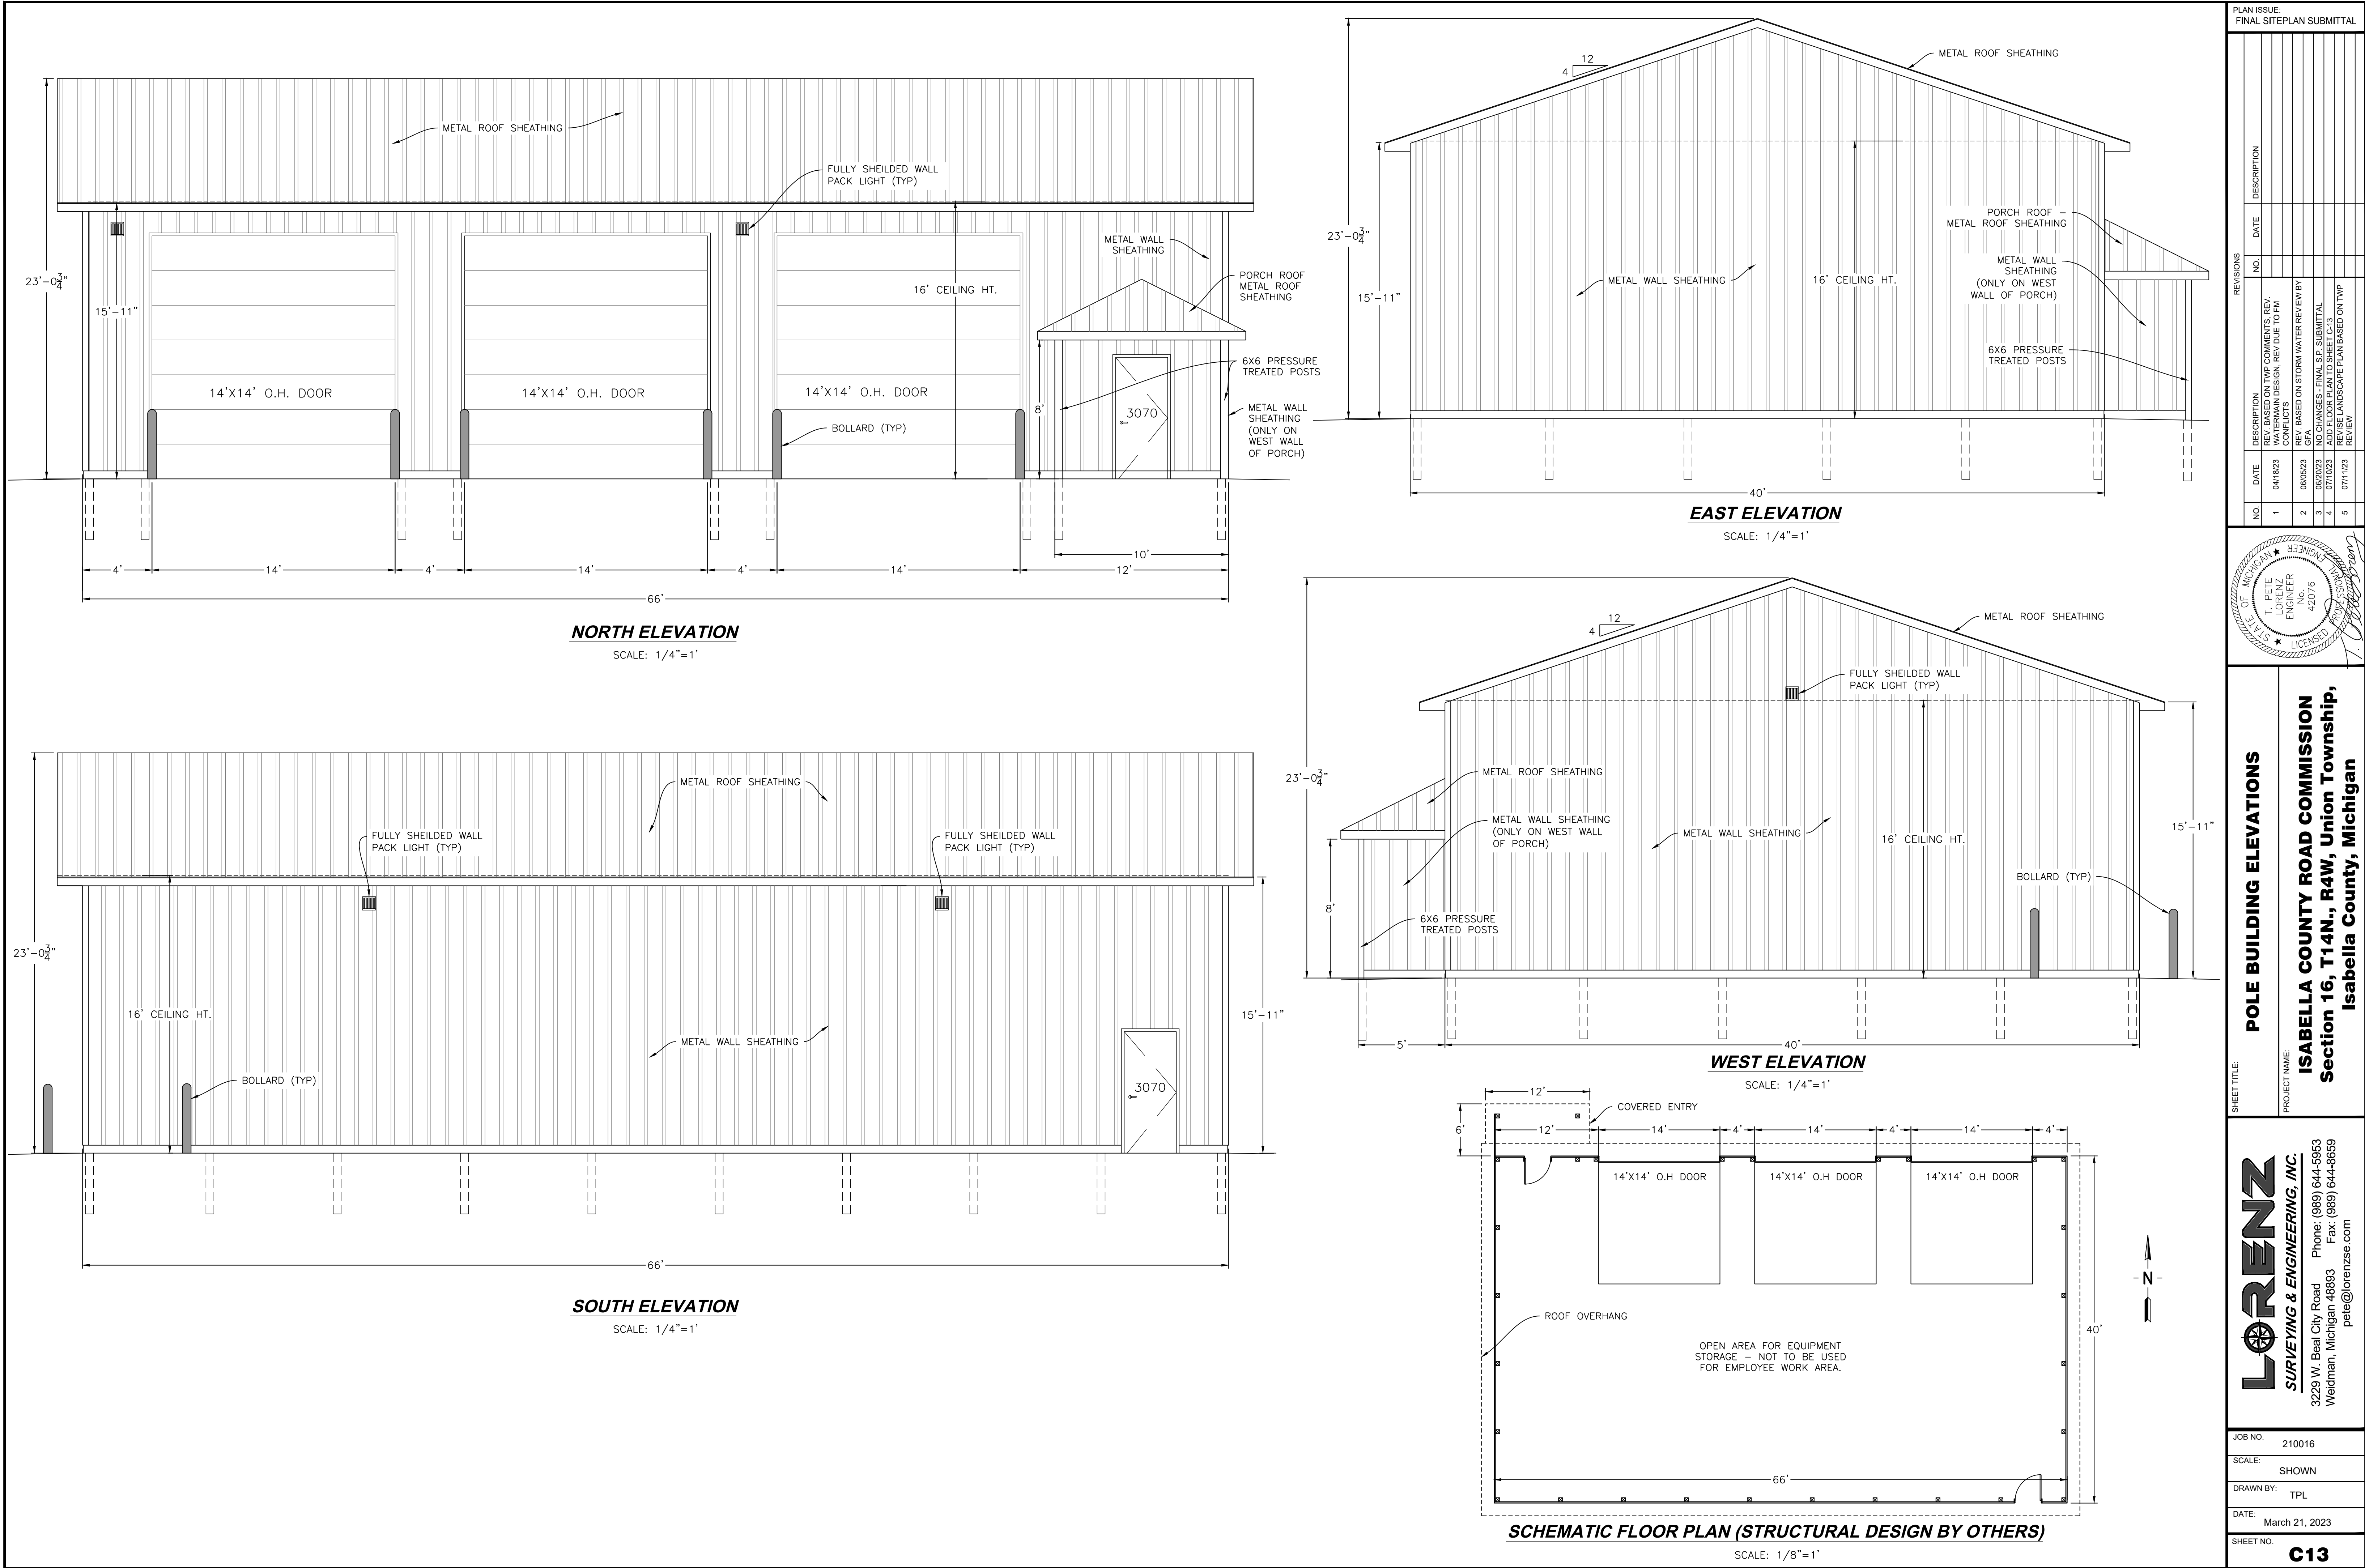 METAL ROOF SHEATHING
FULLY SHEILDED WALL
PACK LIGHT (TYP)
METAL WALL
SHEATHING
PORCH ROOF
METAL ROOF
SHEATHING
23'-0 3/4"
15'-11"
16' CEILING HT.
14'X14' O.H. DOOR
14'X14' O.H. DOOR
14'X14' O.H. DOOR
6X6 PRESSURE
TREATED POSTS
8'
3070
METAL WALL
SHEATHING
(ONLY ON
WEST WALL
OF PORCH)
BOLLARD (TYP)
10'
4'
14'
4'
14'
4'
14'
12'
66'
NORTH ELEVATION
SCALE: 1/4"=1'
12
4
METAL ROOF SHEATHING
PORCH ROOF –
METAL ROOF SHEATHING
METAL WALL
SHEATHING
(ONLY ON WEST
WALL OF PORCH)
23'-0 3/4"
15'-11"
METAL WALL SHEATHING
16' CEILING HT.
6X6 PRESSURE
TREATED POSTS
40'
EAST ELEVATION
SCALE: 1/4"=1'
METAL ROOF SHEATHING
FULLY SHEILDED WALL
PACK LIGHT (TYP)
FULLY SHEILDED WALL
PACK LIGHT (TYP)
23'-0 3/4"
16' CEILING HT.
15'-11"
METAL WALL SHEATHING
BOLLARD (TYP)
3070
66'
SOUTH ELEVATION
SCALE: 1/4"=1'
12
4
METAL ROOF SHEATHING
FULLY SHEILDED WALL
PACK LIGHT (TYP)
23'-0 3/4"
METAL ROOF SHEATHING
METAL WALL SHEATHING
(ONLY ON WEST WALL
OF PORCH)
METAL WALL SHEATHING
16' CEILING HT.
15'-11"
BOLLARD (TYP)
8'
6X6 PRESSURE
TREATED POSTS
5'
40'
WEST ELEVATION
SCALE: 1/4"=1'
12'
COVERED ENTRY
6'
12'
14'
4'
14'
4'
14'
4'
14'X14' O.H DOOR
14'X14' O.H DOOR
14'X14' O.H DOOR
ROOF OVERHANG
OPEN AREA FOR EQUIPMENT
STORAGE – NOT TO BE USED
FOR EMPLOYEE WORK AREA.
40'
66'
N
SCHEMATIC FLOOR PLAN (STRUCTURAL DESIGN BY OTHERS)
SCALE: 1/8"=1'
PLAN ISSUE:
FINAL SITEPLAN SUBMITTAL
REVISIONS
NO. DATE DESCRIPTION
NO. DATE DESCRIPTION
1 04/18/23 REV. BASED ON TWP COMMENTS, REV.
WATERMAIN DESIGN, REV DUE TO FM
CONFLICTS
2 06/05/23 REV. BASED ON STORM WATER REVIEW BY
GFA
3 06/20/23 NO CHANGES - FINAL S.P. SUBMITTAL
4 07/10/23 ADD FLOOR PLAN TO SHEET C-13
5 07/11/23 REVISE LANDSCAPE PLAN BASED ON TWP
REVIEW
STATE OF MICHIGAN
T. PETE
LORENZ
ENGINEER
No.
42076
LICENSED PROFESSIONAL ENGINEER
SHEET TITLE:
POLE BUILDING ELEVATIONS
PROJECT NAME:
ISABELLA COUNTY ROAD COMMISSION
Section 16, T14N., R4W, Union Township,
Isabella County, Michigan
LORENZ
SURVEYING & ENGINEERING, INC.
3229 W. Beal City Road Phone: (989) 644-5953
Weidman, Michigan 48893 Fax: (989) 644-8659
pete@lorenzse.com
JOB NO.
210016
SCALE:
SHOWN
DRAWN BY:
TPL
DATE:
March 21, 2023
SHEET NO.
C13